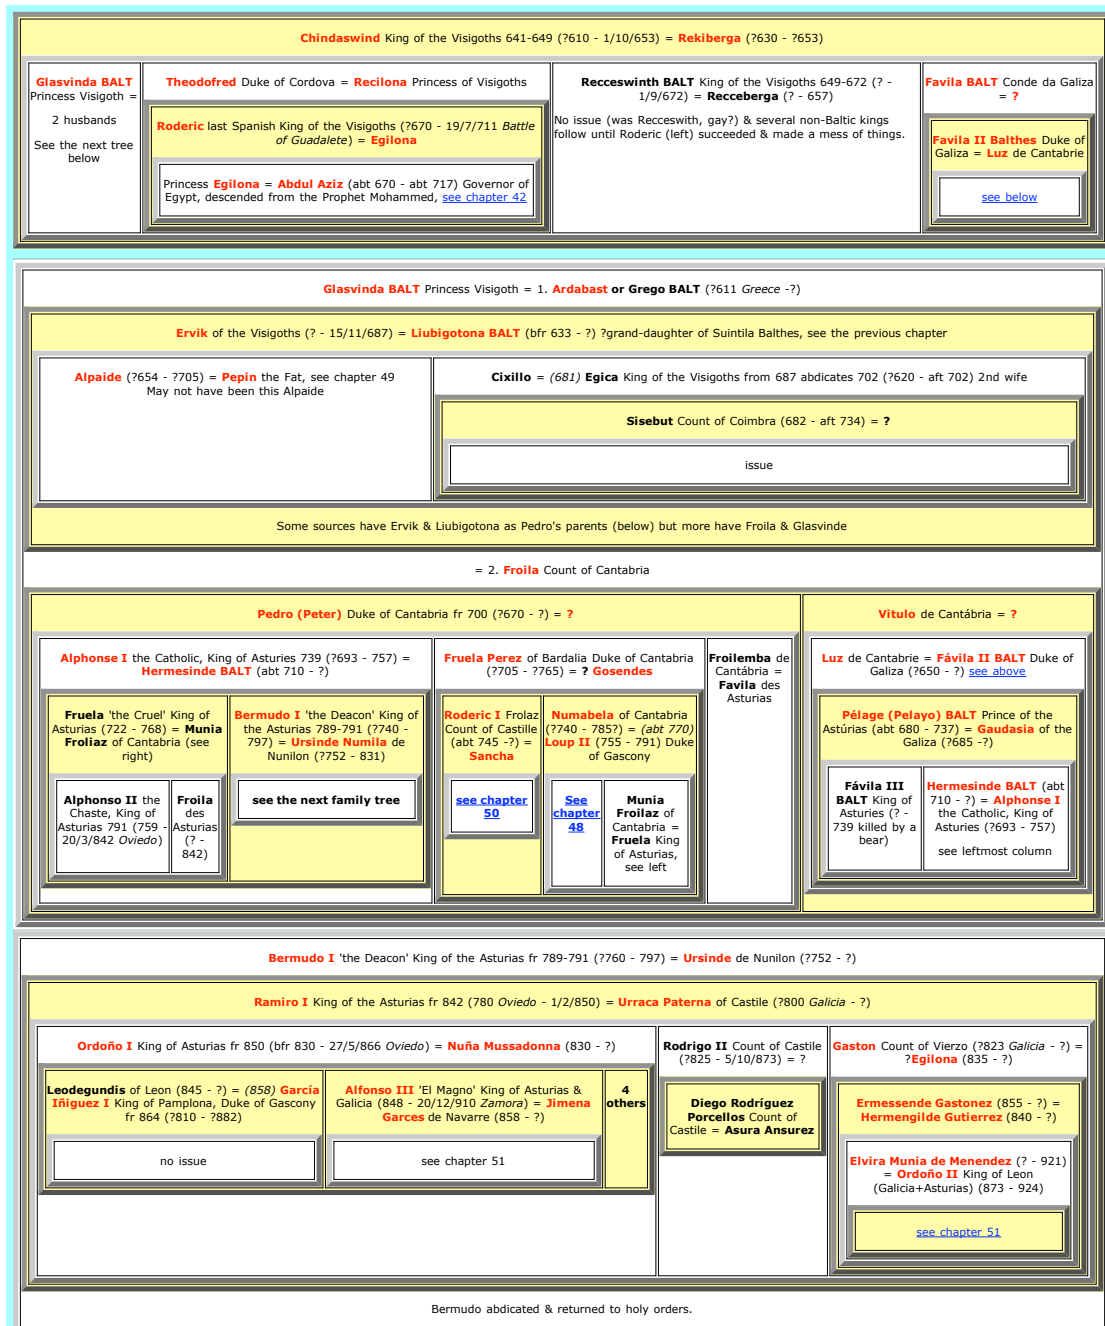 Chindaswind King of the Visigoths 641-649 (?610 - 1/10/653) = Rekiberga (?630 - ?653)
Glasvinda BALT
Princess Visigoth =
2 husbands
See the next tree
below
Theodofred Duke of Cordova = Recilona Princess of Visigoths
Roderic last Spanish King of the Visigoths (?670 - 19/7/711 Battle
of Guadalete) = Egilona
Princess Egilona = Abdul Aziz (abt 670 - abt 717) Governor of
Egypt, descended from the Prophet Mohammed, see chapter 42
Recceswinth BALT King of the Visigoths 649-672 (? -
1/9/672) = Recceberga (? - 657)
No issue (was Recceswith, gay?) & several non-Baltic kings
follow until Roderic (left) succeeded & made a mess of things.
Favila BALT Conde da Galiza
= ?
Favila II Balthes Duke of
Galiza = Luz de Cantabrie
see below
Glasvinda BALT Princess Visigoth = 1. Ardabast or Grego BALT (?611 Greece -?)
Ervik of the Visigoths (? - 15/11/687) = Liubigotona BALT (bfr 633 - ?) ?grand-daughter of Suintila Balthes, see the previous chapter
Alpaide (?654 - ?705) = Pepin the Fat, see chapter 49
May not have been this Alpaide
Cixillo = (681) Egica King of the Visigoths from 687 abdicates 702 (?620 - aft 702) 2nd wife
Sisebut Count of Coimbra (682 - aft 734) = ?
issue
Some sources have Ervik & Liubigotona as Pedro's parents (below) but more have Froila & Glasvinde
= 2. Froila Count of Cantabria
Pedro (Peter) Duke of Cantabria fr 700 (?670 - ?) = ?
Alphonse I the Catholic, King of Asturies 739 (?693 - 757) =
Hermesinde BALT (abt 710 - ?)
Fruela 'the Cruel' King of
Asturias (722 - 768) = Munia
Froliaz of Cantabria (see
right)
Alphonso II the
Chaste, King of
Asturias 791 (759 -
20/3/842 Oviedo)
Froila
des
Asturias
(? -
842)
Bermudo I 'the Deacon' King of
the Asturias 789-791 (?740 -
797) = Ursinde Numila de
Nunilon (?752 - 831)
see the next family tree
Fruela Perez of Bardalia Duke of Cantabria
(?705 - ?765) = ? Gosendes
Roderic I Frolaz
Count of Castille
(abt 745 -?) =
Sancha
see chapter
50
Numabela of Cantabria
(?740 - 785?) = (abt 770)
Loup II (755 - 791) Duke
of Gascony
See
chapter
48
Munia
Froilaz of
Cantabria =
Fruela King
of Asturias,
see left
Froilemba de
Cantábria =
Favila des
Asturias
Vitulo de Cantábria = ?
Luz de Cantabrie = Fávila II BALT Duke of
Galiza (?650 - ?) see above
Pélage (Pelayo) BALT Prince of the
Astúrias (abt 680 - 737) = Gaudasia of the
Galiza (?685 -?)
Fávila III
BALT King of
Asturies (? -
739 killed by a
bear)
Hermesinde BALT (abt
710 - ?) = Alphonse I
the Catholic, King of
Asturies (?693 - 757)
see leftmost column
Bermudo I 'the Deacon' King of the Asturias fr 789-791 (?760 - 797) = Ursinde de Nunilon (?752 - ?)
Ramiro I King of the Asturias fr 842 (780 Oviedo - 1/2/850) = Urraca Paterna of Castile (?800 Galicia - ?)
Ordoño I King of Asturias fr 850 (bfr 830 - 27/5/866 Oviedo) = Nuña Mussadonna (830 - ?)
Leodegundis of Leon (845 - ?) = (858) García
Iñiguez I King of Pamplona, Duke of Gascony
fr 864 (?810 - ?882)
no issue
Alfonso III 'El Magno' King of Asturias &
Galicia (848 - 20/12/910 Zamora) = Jimena
Garces de Navarre (858 - ?)
see chapter 51
4
others
Rodrigo II Count of Castile
(?825 - 5/10/873) = ?
Diego Rodríguez
Porcellos Count of
Castile = Asura Ansurez
Gaston Count of Vierzo (?823 Galicia - ?) =
?Egilona (835 - ?)
Ermessende Gastonez (855 - ?) =
Hermengilde Gutierrez (840 - ?)
Elvira Munia de Menendez (? - 921)
= Ordoño II King of Leon
(Galicia+Asturias) (873 - 924)
see chapter 51
Bermudo abdicated & returned to holy orders.